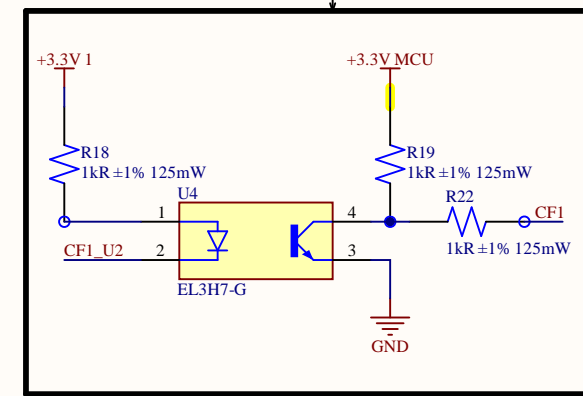 +3.3V 1
+3.3V MCU
R18
1kR ±1% 125mW
R19
1kR ±1% 125mW
U4
R22
1
4
CF1
2
3
CF1_U2
1kR ±1% 125mW
EL3H7-G
GND